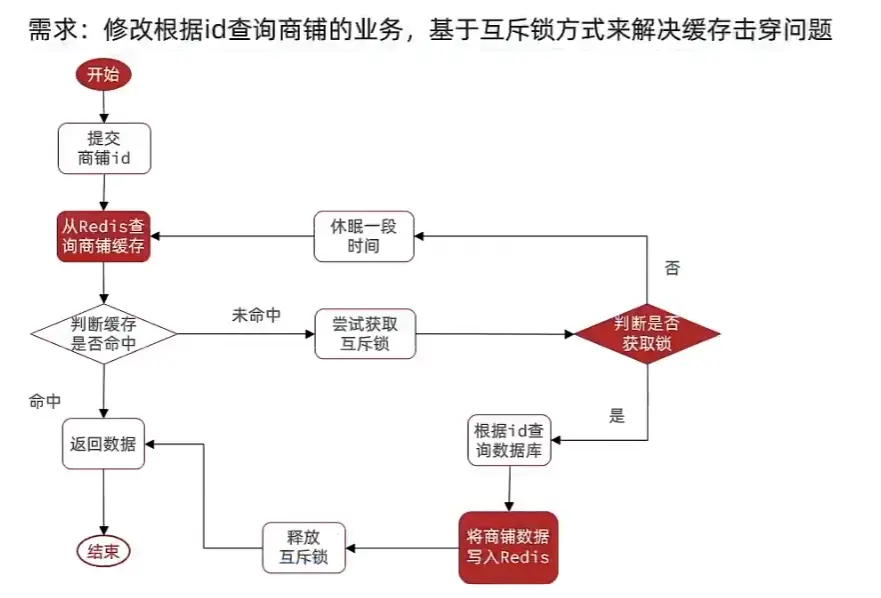 需求：修改根据id查询商铺的业务，基于互斥锁方式来解决缓存击穿问题
开始
提交
商铺id
从Redis查
询商铺缓存
休眠一段
时间
否
判断缓存
是否命中
未命中
尝试获取
互斥锁
判断是否
获取锁
命中
是
返回数据
根据id查
询数据库
将商铺数据
写入Redis
释放
互斥锁
结束